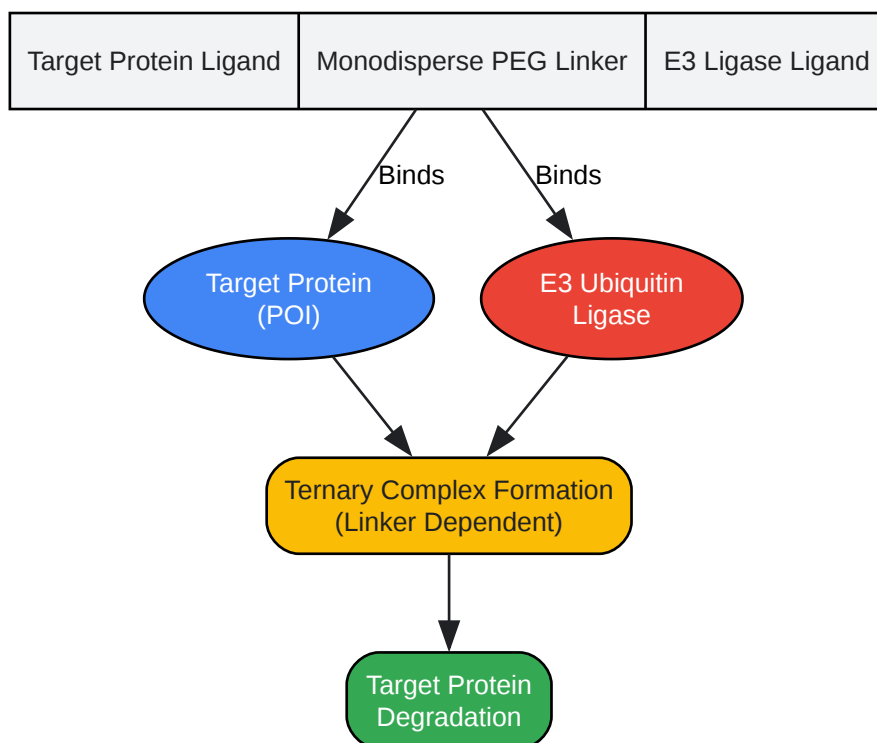 Target Protein Ligand
Monodisperse PEG Linker
E3 Ligase Ligand
Binds
Binds
Target Protein
(POI)
E3 Ubiquitin
Ligase
Ternary Complex Formation
(Linker Dependent)
Target Protein
Degradation